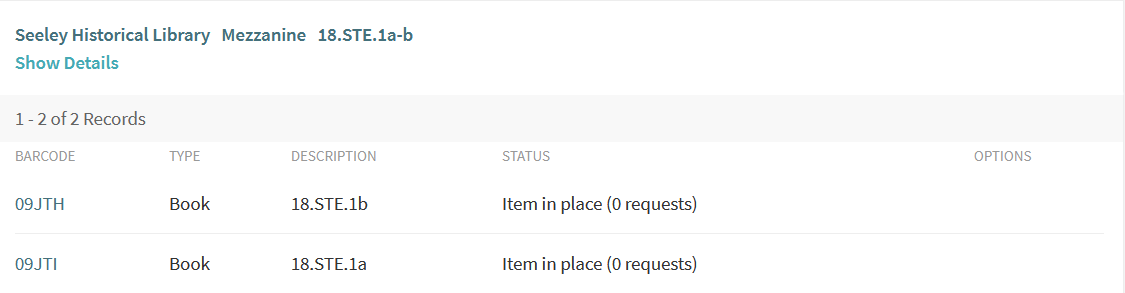 Seeley Historical Library Mezzanine 18.STE.1a-b
Show Details
1 - 2 of 2 Records
BARCODE TYPE DESCRIPTION STATUS OPTIONS
09JTH Book 18.STE.1b Item in place (0 requests)
09JTI Book 18.STE.1a Item in place (0 requests)